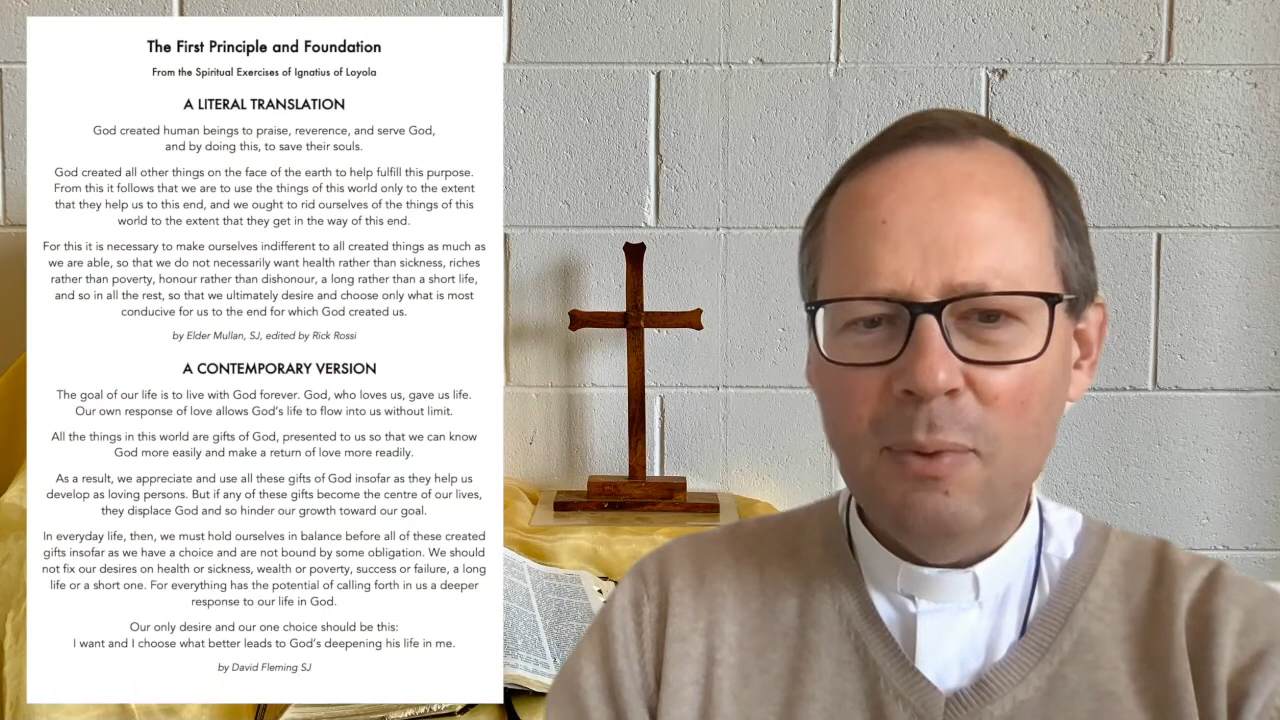 The First Principle and Foundation
From the Spiritual Exercises of Ignatius of Loyola
A LITERAL TRANSLATION
God created human beings to praise, reverence, and serve God,
and by doing this, to save their souls.
God created all other things on the face of the earth to help fulfill this purpose.
From this it follows that we are to use the things of this world only to the extent
that they help us to this end, and we ought to rid ourselves of the things of this
world to the extent that they get in the way of this end.
For this it is necessary to make ourselves indifferent to all created things as much as
we are able, so that we do not necessarily want health rather than sickness, riches
rather than poverty, honour rather than dishonour, a long rather than a short life,
and so in all the rest, so that we ultimately desire and choose only what is most
conducive for us to the end for which God created us.
by Elder Mullan, SJ, edited by Rick Rossi
A CONTEMPORARY VERSION
The goal of our life is to live with God forever. God, who loves us, gave us life.
Our own response of love allows God's life to flow into us without limit.
All the things in this world are gifts of God, presented to us so that we can know
God more easily and make a return of love more readily.
As a result, we appreciate and use all these gifts of God insofar as they help us
develop as loving persons. But if any of these gifts become the centre of our lives,
they displace God and so hinder our growth toward our goal.
In everyday life, then, we must hold ourselves in balance before all of these created
gifts insofar as we have a choice and are not bound by some obligation. We should
not fix our desires on health or sickness, wealth or poverty, success or failure, a long
life or a short one. For everything has the potential of calling forth in us a deeper
response to our life in God.
Our only desire and our one choice should be this:
I want and I choose what better leads to God's deepening his life in me.
by David Fleming SJ